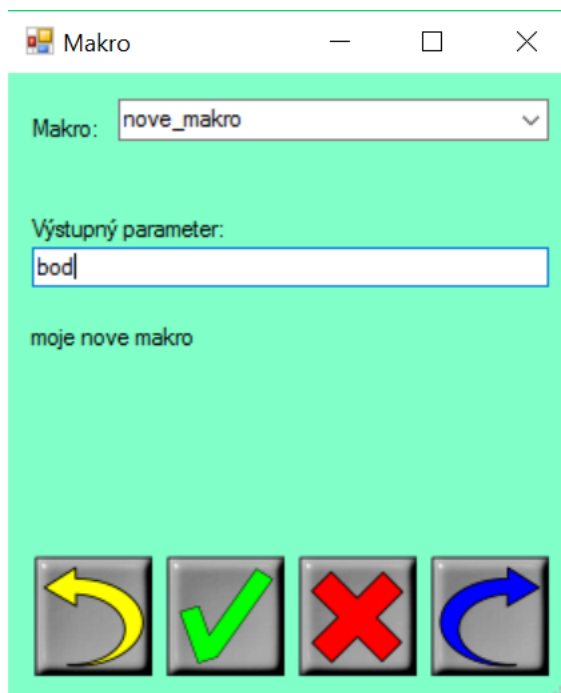 Makro
Makro: nove_makro
Výstupný parameter:
bod
moje nove makro